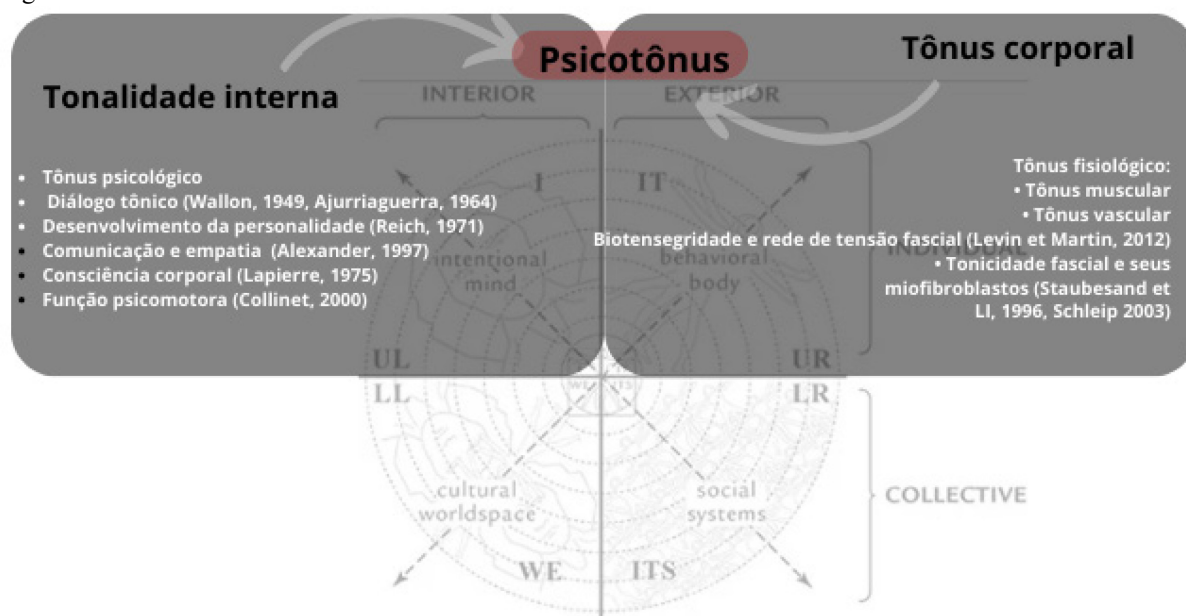 Psicotônus
Tonalidade interna
• Tônus psicológico
• Diálogo tônico (Wallon, 1949, Ajurriaguerra, 1964)
• Desenvolvimento da personalidade (Reich, 1971)
• Comunicação e empatia (Alexander, 1997)
• Consciência corporal (Lapierre, 1975)
• Função psicomotora (Collinet, 2000)
Tônus corporal
Tônus fisiológico:
• Tônus muscular
• Tônus vascular
Biotensegridade e rede de tensão fascial (Levin et Martin, 2012)
• Tonicidade fascial e seus
miofibroblastos (Staubesand et
LI, 1996, Schleip 2003)
INTERIOR
EXTERIOR
I
IT
intentional
mind
behavioral
body
INDIVIDUAL
UL
UR
WE
ITS
LL
LR
cultural
worldspace
social
systems
COLLECTIVE
WE
ITS